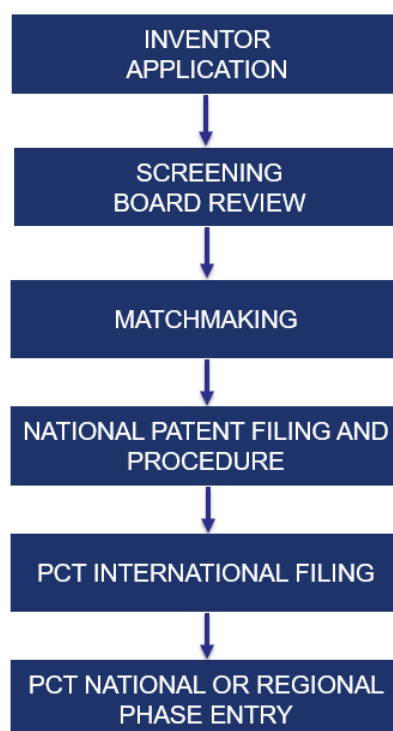 INVENTOR
APPLICATION
SCREENING
BOARD REVIEW
MATCHMAKING
NATIONAL PATENT FILING AND
PROCEDURE
PCT INTERNATIONAL FILING
PCT NATIONAL OR REGIONAL
PHASE ENTRY